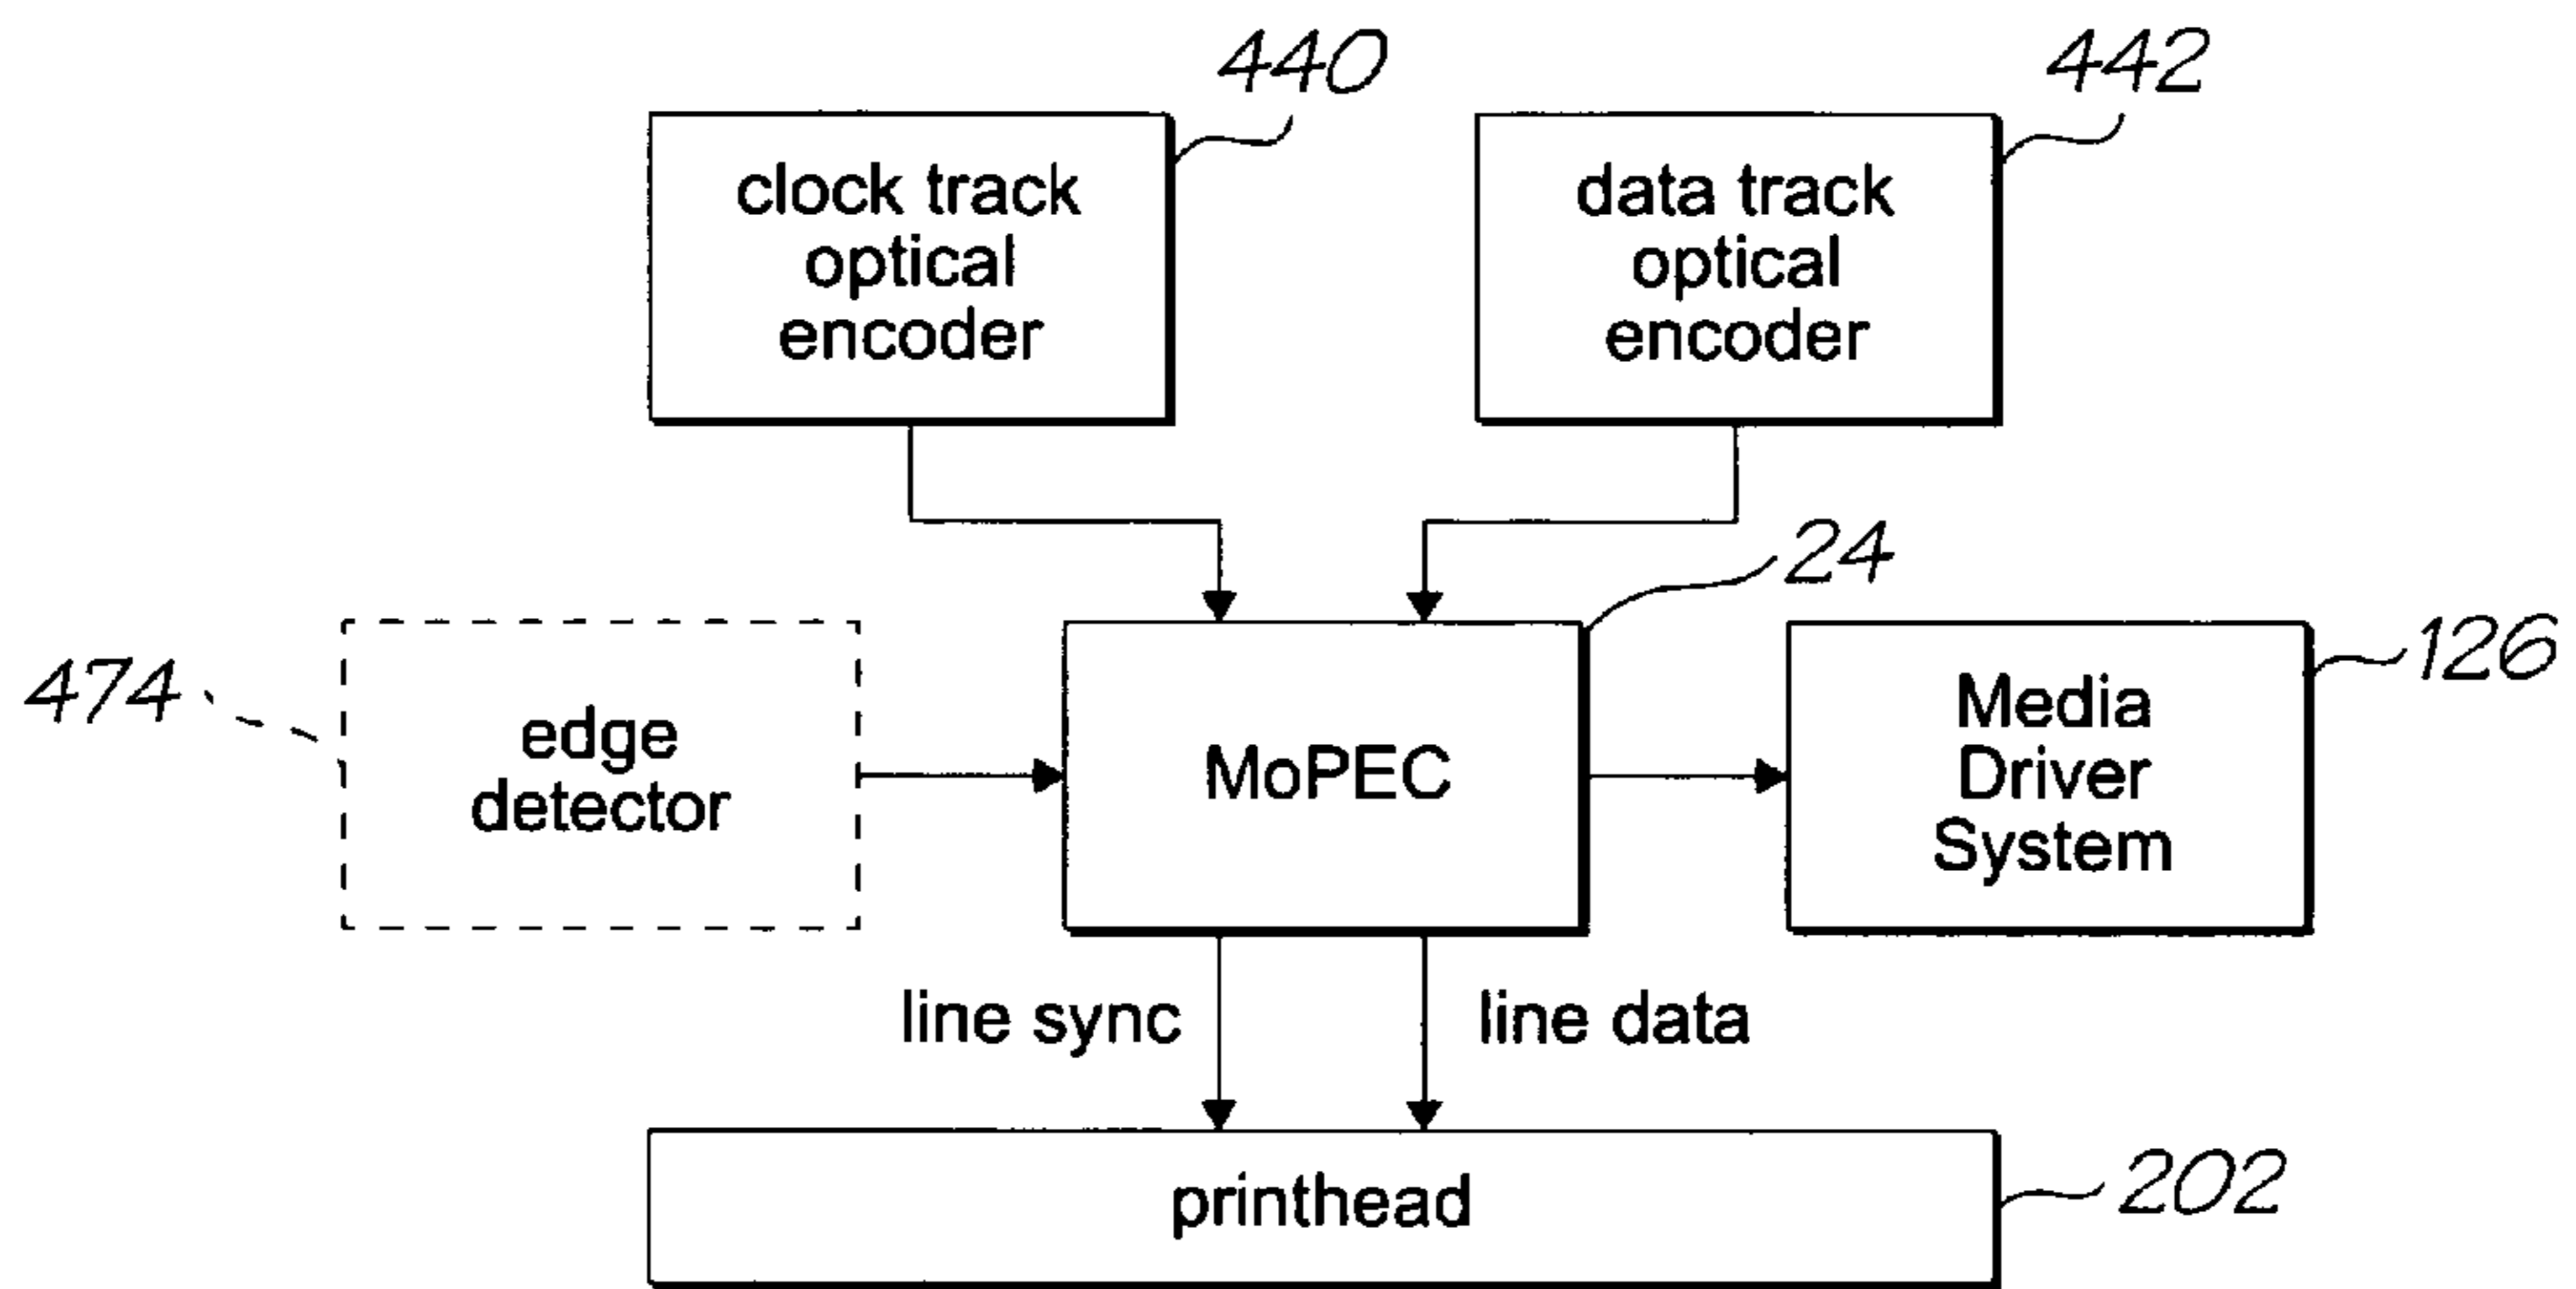 440
442
clock track
optical
encoder
data track
optical
encoder
24
126
474
edge
detector
MoPEC
Media
Driver
System
line sync
line data
printhead
202